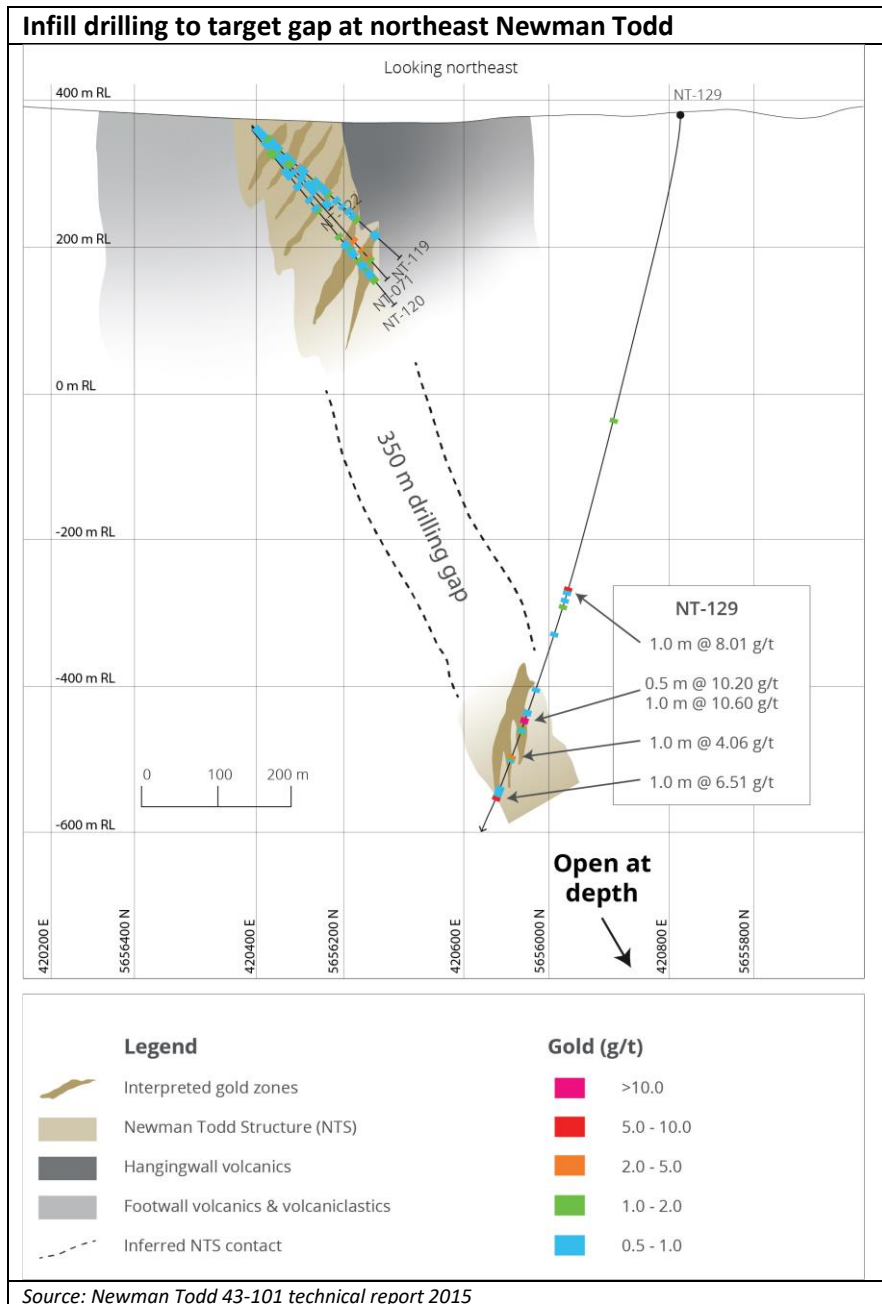 Infill drilling to target gap at northeast Newman Todd
Looking northeast
400 m RL
NT-129
200 m RL
NT-122
NT-119
NT-071
NT-120
0 m RL
350 m drilling gap
-200 m RL
NT-129
1.0 m @ 8.01 g/t
0.5 m @ 10.20 g/t
1.0 m @ 10.60 g/t
1.0 m @ 4.06 g/t
1.0 m @ 6.51 g/t
-400 m RL
0 100 200 m
-600 m RL
Open at
depth
420200 E
5656400 N
420400 E
5656200 N
420600 E
5656000 N
420800 E
5655800 N
Legend
Interpreted gold zones
Newman Todd Structure (NTS)
Hangingwall volcanics
Footwall volcanics & volcaniclastics
Inferred NTS contact
Gold (g/t)
>10.0
5.0 - 10.0
2.0 - 5.0
1.0 - 2.0
0.5 - 1.0
Source: Newman Todd 43-101 technical report 2015